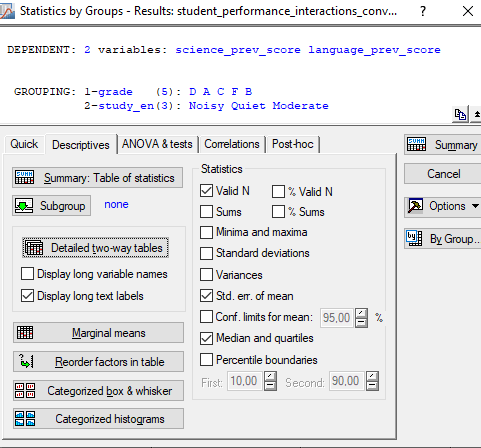 Statistics by Groups - Results: student_performance_interactions_conv...
?
DEPENDENT: 2 variables: science_prev_score language_prev_score
GROUPING: 1-grade (5): D A C F B
2-study_en(3): Noisy Quiet Moderate
Quick
Descriptives
ANOVA & tests
Correlations
Post-hoc
Summary
Cancel
Options
By Group..
Summary: Table of statistics
Subgroup
none
Detailed two-way tables
Display long variable names
Display long text labels
Marginal means
Reorder factors in table
Categorized box & whisker
Categorized histograms
Statistics
Valid N
% Valid N
Sums
% Sums
Minima and maxima
Standard deviations
Variances
Std. err. of mean
Conf. limits for mean: 95,00 %
Median and quartiles
Percentile boundaries
First: 10,00 Second: 90,00